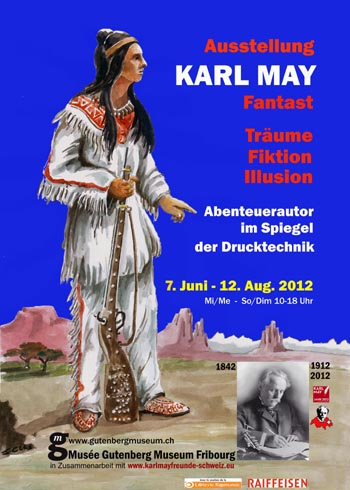 Ausstellung
KARL MAY
Fantast
Träume
Fiktion
Illusion
Abenteuerautor
im Spiegel
der Drucktechnik
7. Juni - 12. Aug. 2012
Mi/Me - So/Dim 10-18 Uhr
1842
1912
2012
KARL
MAY
www.gutenbergmuseum.ch
Musée Gutenberg Museum Fribourg
in Zusammenarbeit mit www.karlmayfreunde-schweiz.eu
RAIFFEISEN